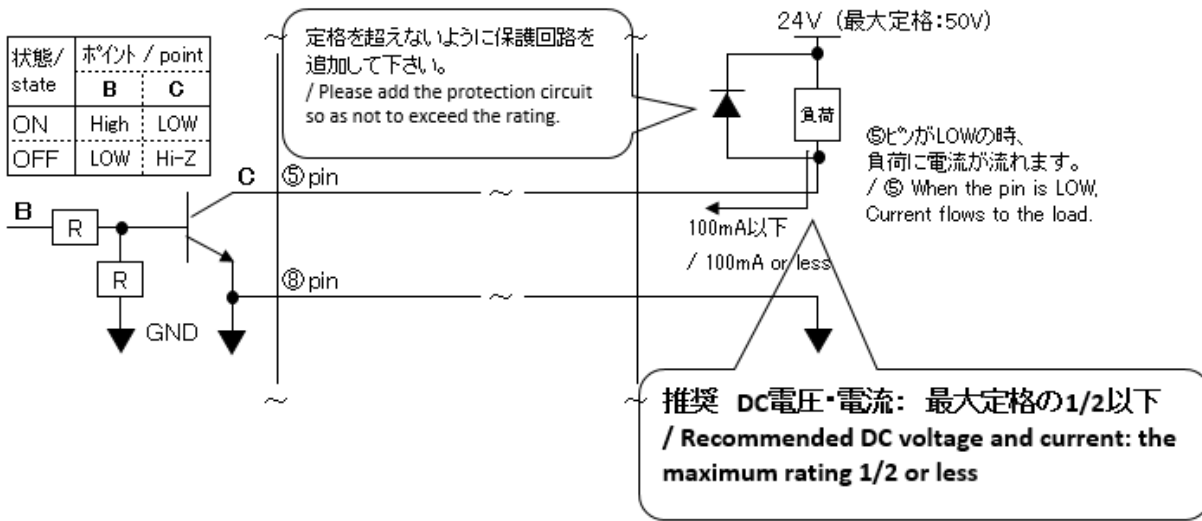 状態/ ポイント / point
state B C
ON High LOW
OFF LOW Hi-Z
定格を超えないように保護回路を
追加して下さい。
/ Please add the protection circuit
so as not to exceed the rating.
24V (最大定格:50V)
負荷
⑤ピンがLOWの時、
負荷に電流が流れます。
/ ⑤ When the pin is LOW,
Current flows to the load.
C ⑤pin
B R
R
GND
⑧pin
100mA以下
/ 100mA or less
推奨 DC電圧・電流: 最大定格の1/2以下
/ Recommended DC voltage and current: the
maximum rating 1/2 or less